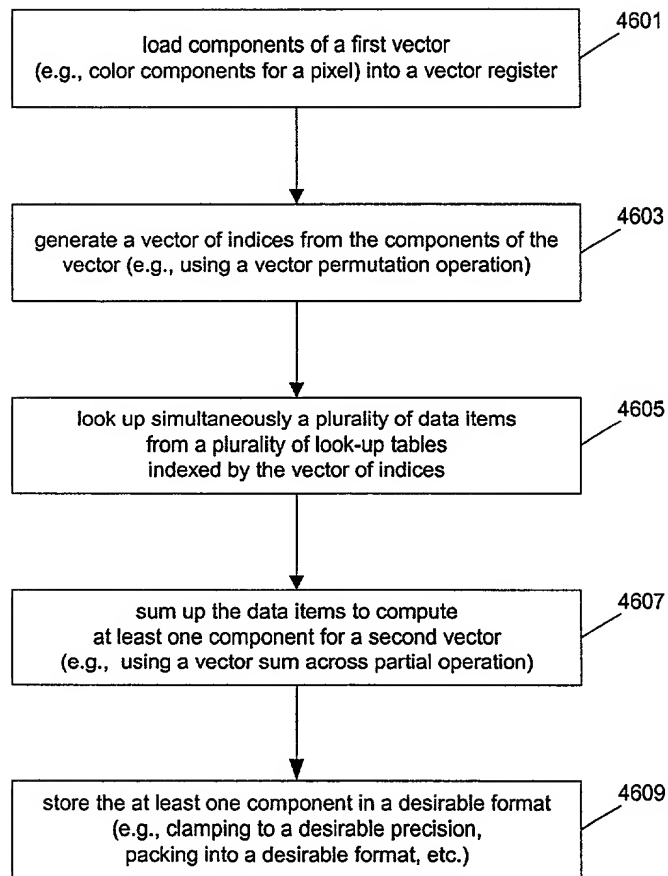 4601
load components of a first vector
(e.g., color components for a pixel) into a vector register
4603
generate a vector of indices from the components of the
vector (e.g., using a vector permutation operation)
4605
look up simultaneously a plurality of data items
from a plurality of look-up tables
indexed by the vector of indices
4607
sum up the data items to compute
at least one component for a second vector
(e.g., using a vector sum across partial operation)
4609
store the at least one component in a desirable format
(e.g., clamping to a desirable precision,
packing into a desirable format, etc.)